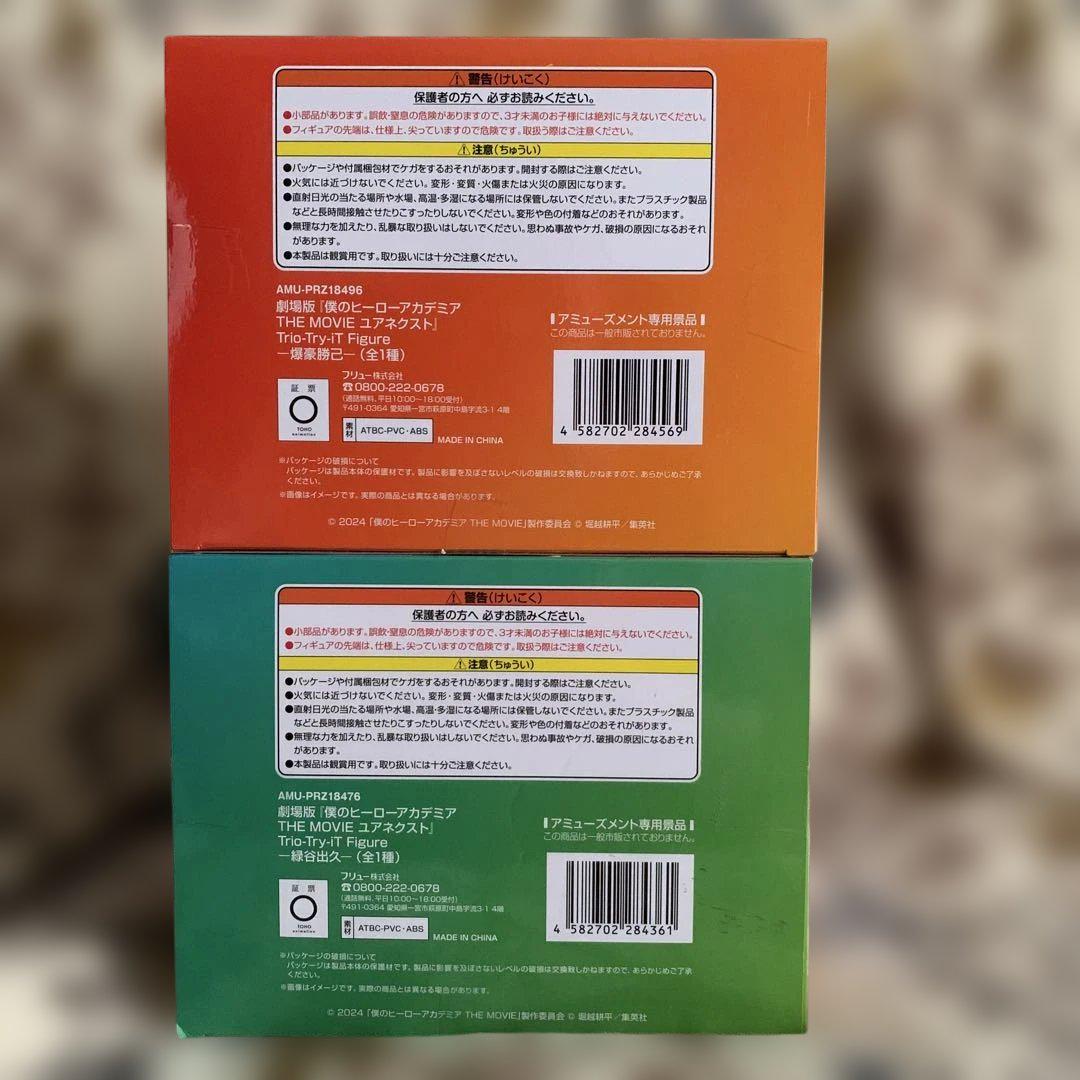 警告(けいこく)
保護者の方へ 必ずお読みください。
●小部品があります。誤飲・窒息の危険がありますので、3才未満のお子様には絶対に与えないでください。
●フィギュアの先端は、仕様上、尖っていますので危険です。取扱う際はご注意ください。
注意(ちゅうい)
●パッケージや付属梱包材でケガをするおそれがあります。開封する際はご注意ください。
●火気には近づけないでください。変形・変質・火傷または火災の原因になります。
●直射日光の当たる場所や水場、高温・多湿になる場所には保管しないでください。またプラスチック製品
などと長時間接触させたりこすったりしないでください。変形や色の付着などのおそれがあります。
●無理な力を加えたり、乱暴な取り扱いはしないでください。思わぬ事故やケガ、破損の原因になるおそれ
があります。
●本製品は観賞用です。取り扱いには十分ご注意ください。
AMU-PRZ18496
劇場版『僕のヒーローアカデミア
THE MOVIE ユアネクスト』
Trio-Try-iT Figure
―爆豪勝己―(全1種)
アミューズメント専用景品
この商品は一般市販されておりません。
証 票
TOHO
animation
フリュー株式会社
☎0800-222-0678
(通話無料、平日10:00〜18:00受付)
〒491-0364 愛知県一宮市萩原町中島字流3-1 4階
素材 ATBC-PVC・ABS
MADE IN CHINA
4 582702 284569
※パッケージの破損について
パッケージは製品本体の保護材です。製品に影響を及ぼさないレベルの破損は交換致しかねますので、あらかじめご了承
ください。
※画像はイメージです。実際の商品とは異なる場合があります。
© 2024 「僕のヒーローアカデミア THE MOVIE」製作委員会 © 堀越耕平／集英社
警告(けいこく)
保護者の方へ 必ずお読みください。
●小部品があります。誤飲・窒息の危険がありますので、3才未満のお子様には絶対に与えないでください。
●フィギュアの先端は、仕様上、尖っていますので危険です。取扱う際はご注意ください。
注意(ちゅうい)
●パッケージや付属梱包材でケガをするおそれがあります。開封する際はご注意ください。
●火気には近づけないでください。変形・変質・火傷または火災の原因になります。
●直射日光の当たる場所や水場、高温・多湿になる場所には保管しないでください。またプラスチック製品
などと長時間接触させたりこすったりしないでください。変形や色の付着などのおそれがあります。
●無理な力を加えたり、乱暴な取り扱いはしないでください。思わぬ事故やケガ、破損の原因になるおそれ
があります。
●本製品は観賞用です。取り扱いには十分ご注意ください。
AMU-PRZ18476
劇場版『僕のヒーローアカデミア
THE MOVIE ユアネクスト』
Trio-Try-iT Figure
―緑谷出久―(全1種)
アミューズメント専用景品
この商品は一般市販されておりません。
証 票
TOHO
animation
フリュー株式会社
☎0800-222-0678
(通話無料、平日10:00〜18:00受付)
〒491-0364 愛知県一宮市萩原町中島字流3-1 4階
素材 ATBC-PVC・ABS
MADE IN CHINA
4 582702 284361
※パッケージの破損について
パッケージは製品本体の保護材です。製品に影響を及ぼさないレベルの破損は交換致しかねますので、あらかじめご了承
ください。
※画像はイメージです。実際の商品とは異なる場合があります。
© 2024 「僕のヒーローアカデミア THE MOVIE」製作委員会 © 堀越耕平／集英社